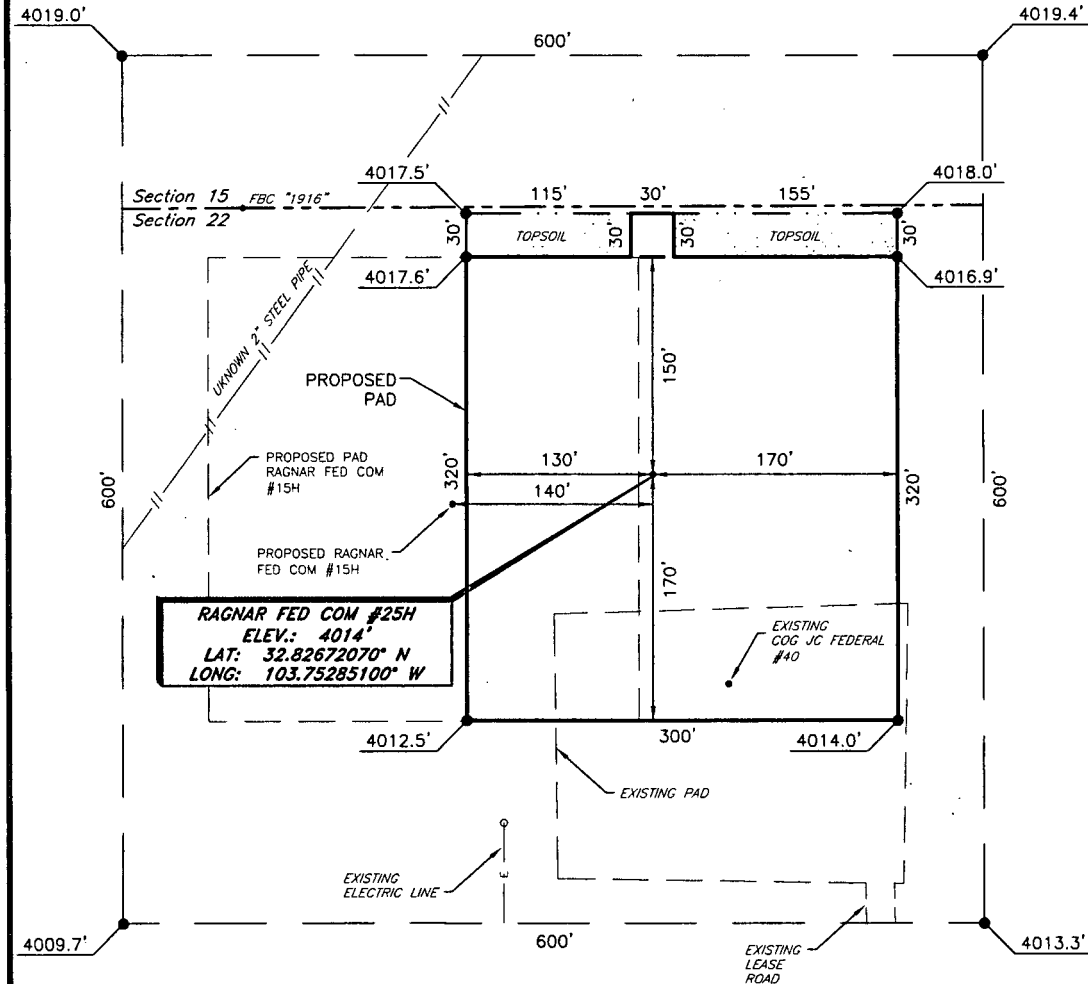 4019.0'
4019.4'
600'
4017.5'
4018.0'
Section 15
FBC "1916"
115'
30'
155'
Section 22
30'
TOPSOIL
30'
30'
TOPSOIL
30'
4017.6'
4016.9'
UKNOWN 2" STEEL PIPE
PROPOSED
PAD
150'
PROPOSED PAD
RAGNAR FED COM
#15H
600'
320'
130'
170'
320'
600'
140'
PROPOSED RAGNAR
FED COM #15H
170'
RAGNAR FED COM #25H
ELEV.: 4014'
LAT: 32.82672070° N
LONG: 103.75285100° W
EXISTING
COG JC FEDERAL
#40
4012.5'
300'
4014.0'
EXISTING PAD
EXISTING
ELECTRIC LINE
E
4009.7'
600'
EXISTING
LEASE
ROAD
4013.3'